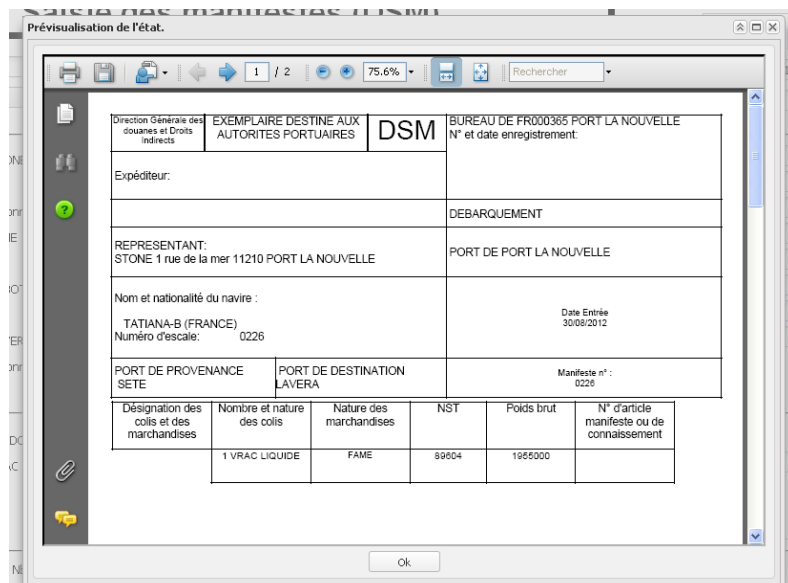 Saisie des manifestes (DSM)
Prévisualisation de l'état.
1 / 2
75.6%
Rechercher
Direction Générale des
douanes et Droits
Indirects
EXEMPLAIRE DESTINE AUX
AUTORITES PORTUAIRES
DSM
BUREAU DE FR000365 PORT LA NOUVELLE
N° et date enregistrement:
Expéditeur:
DEBARQUEMENT
REPRESENTANT:
STONE 1 rue de la mer 11210 PORT LA NOUVELLE
PORT DE PORT LA NOUVELLE
Nom et nationalité du navire :
TATIANA-B (FRANCE)
Numéro d'escale: 0226
Date Entrée
30/08/2012
PORT DE PROVENANCE
SETE
PORT DE DESTINATION
LAVERA
Manifeste n° :
0226
Désignation des
colis et des
marchandises
Nombre et nature
des colis
Nature des
marchandises
NST
Poids brut
N° d'article
manifeste ou de
connaissement
1 VRAC LIQUIDE
FAME
89604
1955000
Ok